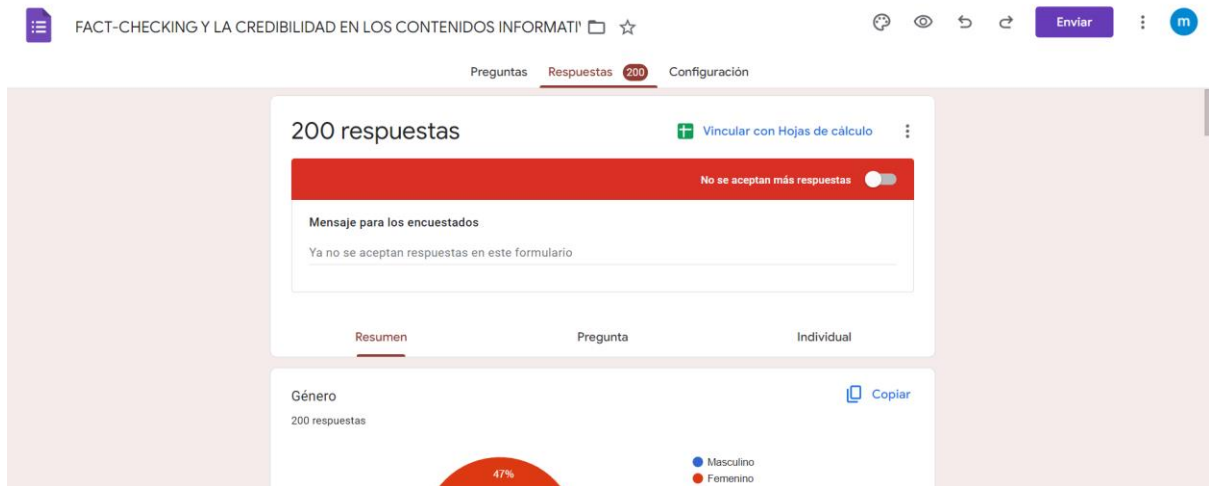 FACT-CHECKING Y LA CREDIBILIDAD EN LOS CONTENIDOS INFORMATI
Enviar
m
Preguntas Respuestas 200 Configuración
200 respuestas
Vincular con Hojas de cálculo
No se aceptan más respuestas
Mensaje para los encuestados
Ya no se aceptan respuestas en este formulario
Resumen Pregunta Individual
Género
Copiar
200 respuestas
47%
Masculino
Femenino